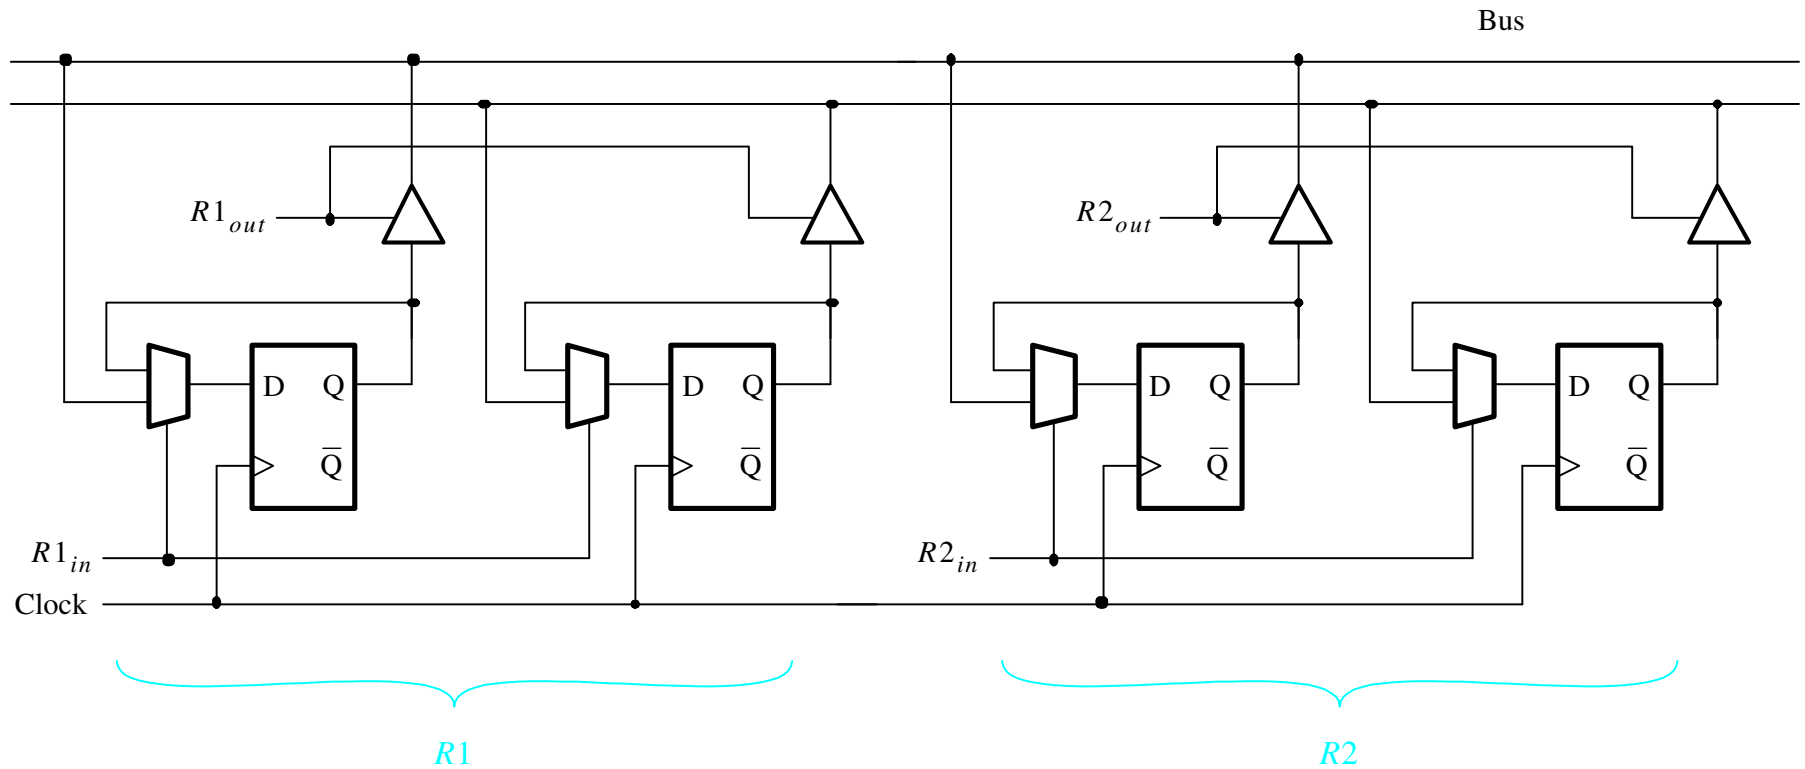 Bus
R1out R2out
D Q D Q D Q D Q
Q̅ Q̅ Q̅ Q̅
R1in R2in
Clock
R1 R2